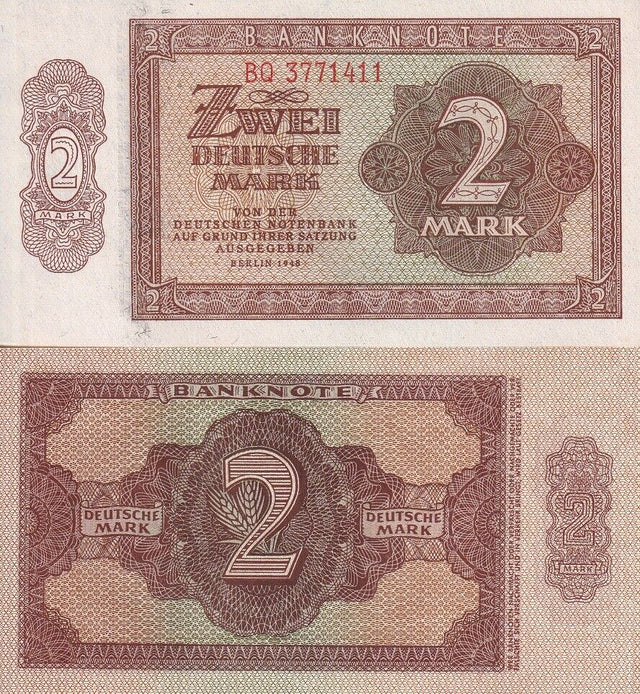 2 BANKNOTE 2
BQ 3771411
ZWEI
DEUTSCHE
MARK
VON DER
DEUTSCHEN NOTENBANK
AUF GRUND IHRER SATZUNG
AUSGEGEBEN
BERLIN 1948
2
MARK
2
MARK
2 2
BANKNOTE
DEUTSCHE
MARK
2
DEUTSCHE
MARK
2
MARK